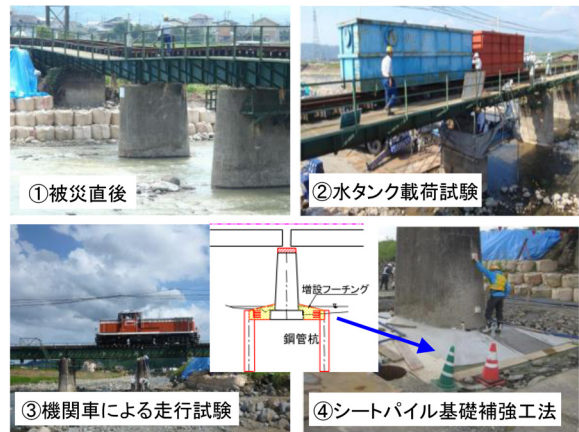 ①被災直後
②水タンク載荷試験
増設フーチング
鋼管杭
③機関車による走行試験
④シートパイル基礎補強工法